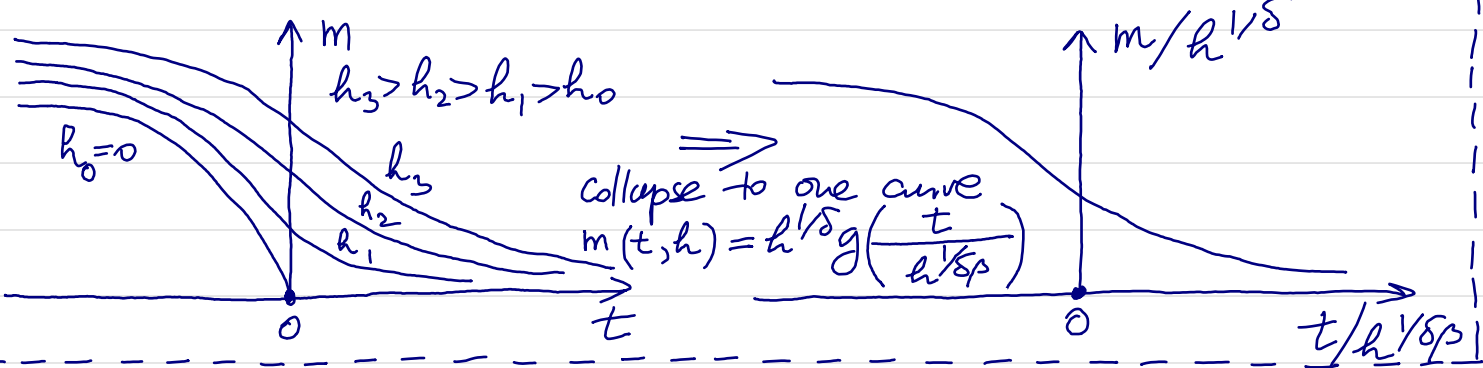 m
h₃>h₂>h₁>h₀
h₀=0
h₃
h₂
h₁
0
t
⟹
collapse to one curve
m(t,h) = h^{1/δ} g(t/h^{1/δβ})
m/h^{1/δ}
0
t/h^{1/δβ}